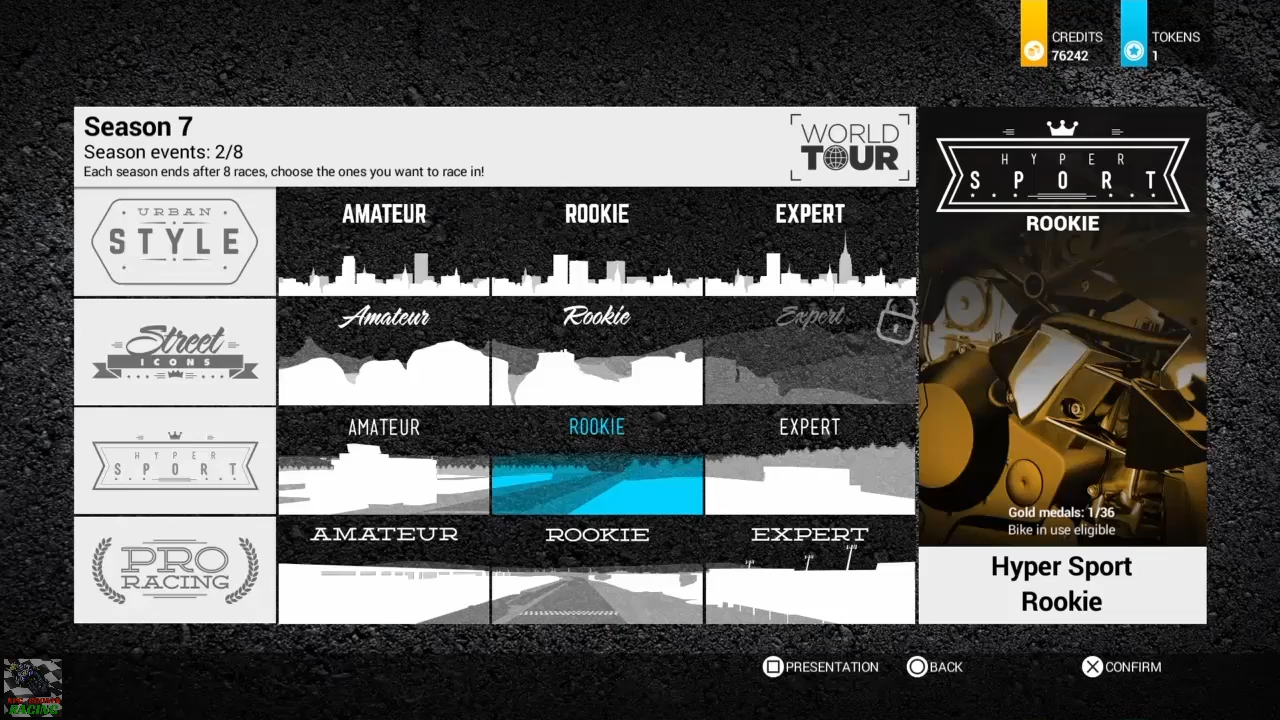 CREDITS
76242
TOKENS
1
Season 7
Season events: 2/8
Each season ends after 8 races, choose the ones you want to race in!
WORLD
TOUR
HYPER
SPORT
ROOKIE
URBAN
STYLE
AMATEUR
ROOKIE
EXPERT
Street
ICONS
Amateur
Rookie
Expert
HYPER
SPORT
AMATEUR
ROOKIE
EXPERT
PRO
RACING
AMATEUR
ROOKIE
EXPERT
Gold medals: 1/36
Bike in use eligible
Hyper Sport
Rookie
PRESENTATION
BACK
CONFIRM
RACING